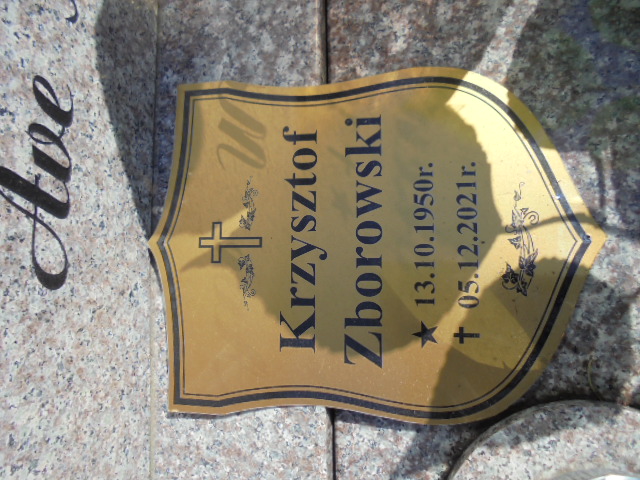 Ave
Krzysztof
Zborowski
★ 13.10.1950r.
✝ 05.12.2021r.